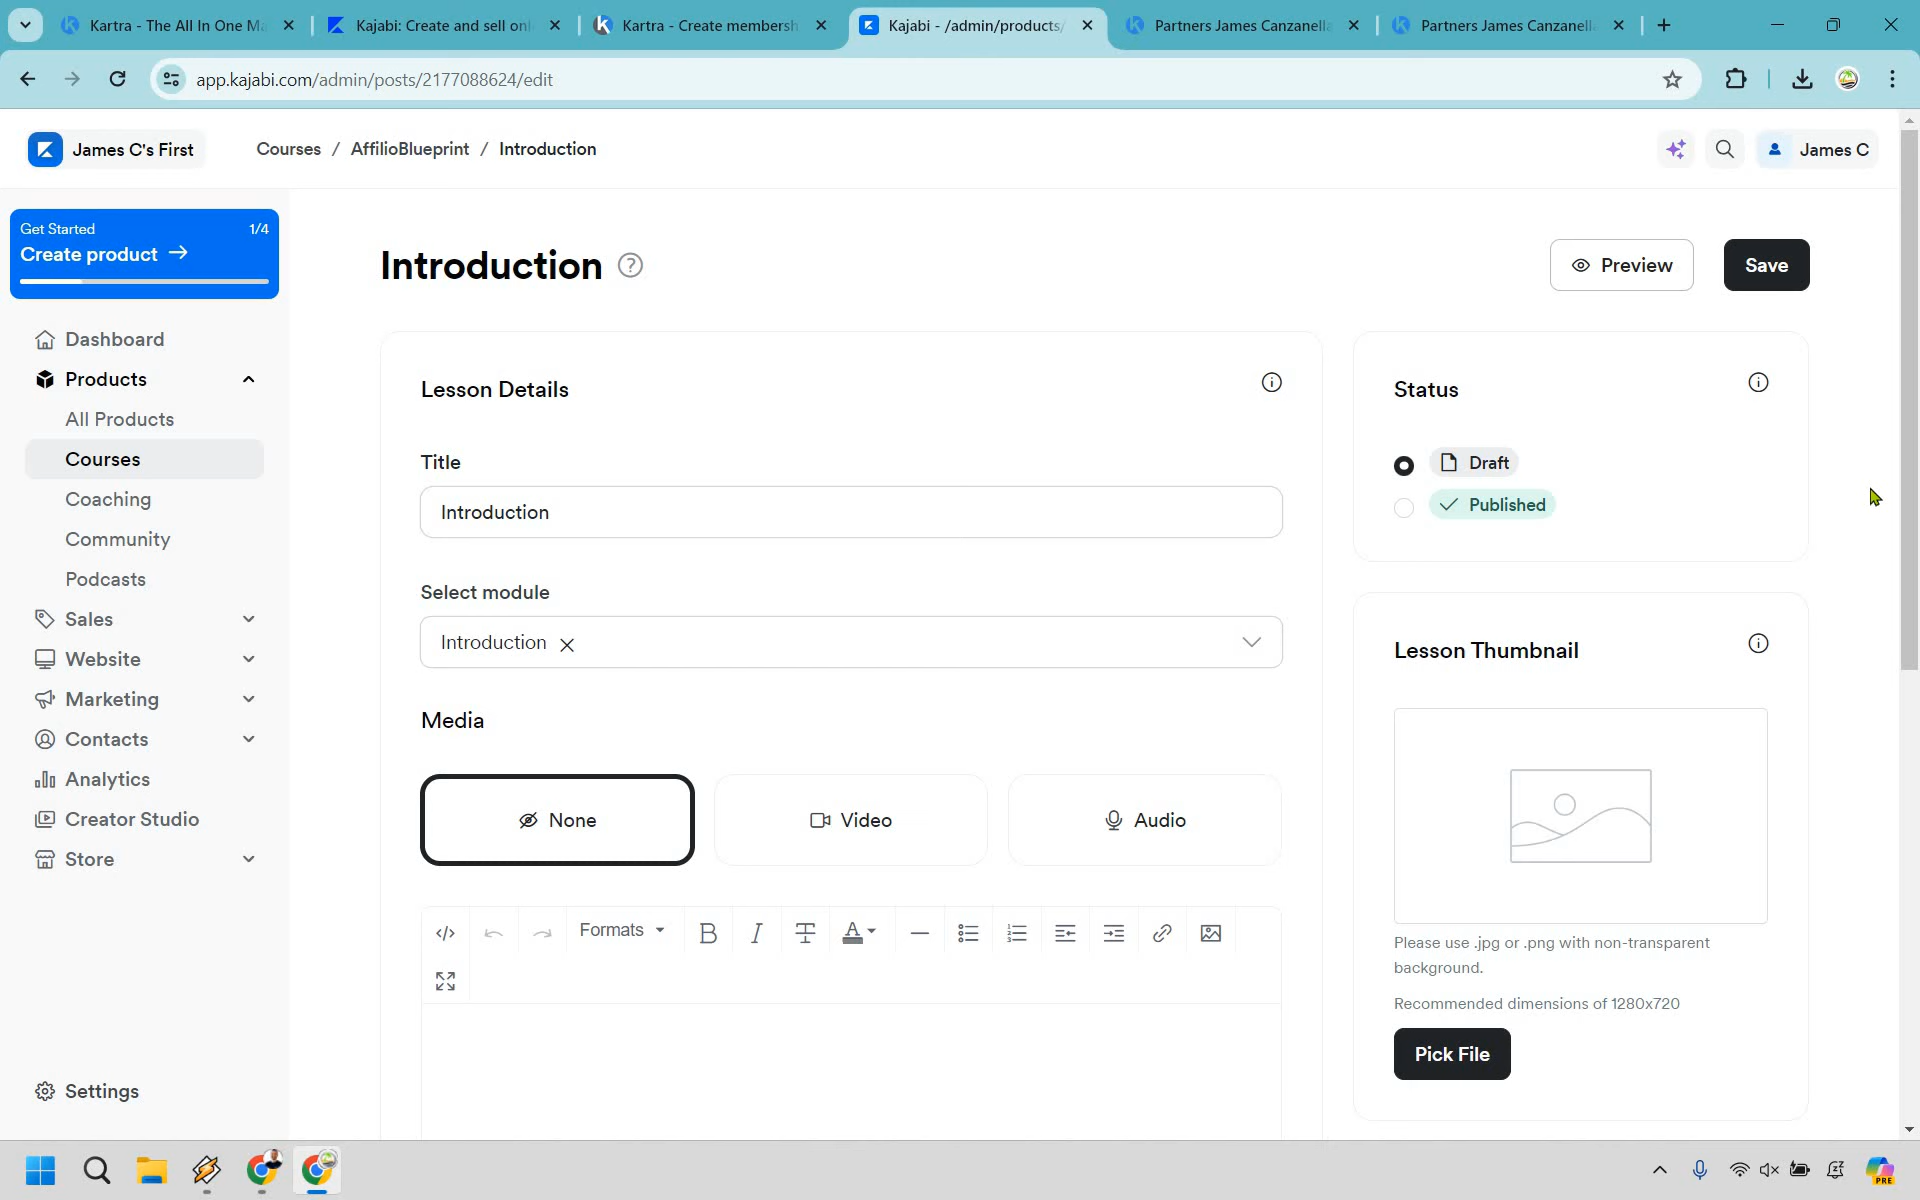 Kartra - The All In One Ma
Kajabi: Create and sell onl
Kartra - Create membersh
Kajabi - /admin/products/
Partners James Canzanella
Partners James Canzanell
app.kajabi.com/admin/posts/2177088624/edit
James C's First
Courses / AffilioBlueprint / Introduction
James C
Get Started 1/4
Create product
Dashboard
Products
All Products
Courses
Coaching
Community
Podcasts
Sales
Website
Marketing
Contacts
Analytics
Creator Studio
Store
Settings
Introduction
Preview
Save
Lesson Details
Title
Introduction
Select module
Introduction
Media
None
Video
Audio
Formats
Status
Draft
Published
Lesson Thumbnail
Please use .jpg or .png with non-transparent
background.
Recommended dimensions of 1280x720
Pick File
PRE